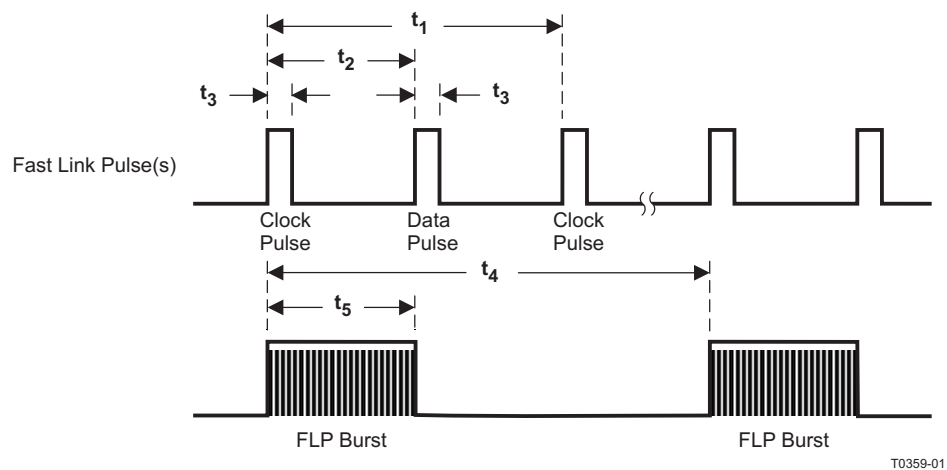 t1
t2
t3
t3
Fast Link Pulse(s)
Clock
Pulse
Data
Pulse
Clock
Pulse
t4
t5
FLP Burst
FLP Burst
T0359-01